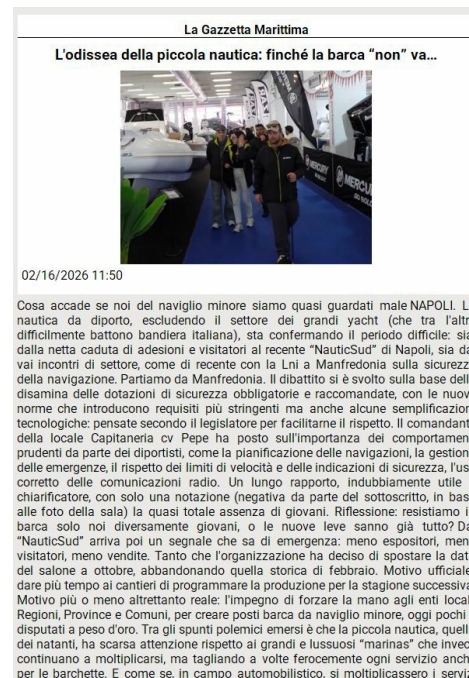 La Gazzetta Marittima
L'odissea della piccola nautica: finché la barca “non” va…
MERCURY
MERCURY
GO BOLDLY
02/16/2026 11:50
Cosa accade se noi del naviglio minore siamo quasi guardati male NAPOLI. L
nautica da diporto, escludendo il settore dei grandi yacht (che tra l'altr
difficilmente battono bandiera italiana), sta confermando il periodo difficile: sia
dalla netta caduta di adesioni e visitatori al recente “NauticSud” di Napoli, sia da
vai incontri di settore, come di recente con la Lni a Manfredonia sulla sicurezz
della navigazione. Partiamo da Manfredonia. Il dibattito si è svolto sulla base dell
disamina delle dotazioni di sicurezza obbligatorie e raccomandate, con le nuov
norme che introducono requisiti più stringenti ma anche alcune semplificazion
tecnologiche: pensate secondo il legislatore per facilitarne il rispetto. Il comandant
della locale Capitaneria cv Pepe ha posto sull'importanza dei comportamen
prudenti da parte dei diportisti, come la pianificazione delle navigazioni, la gestion
delle emergenze, il rispetto dei limiti di velocità e delle indicazioni di sicurezza, l'us
corretto delle comunicazioni radio. Un lungo rapporto, indubbiamente utile
chiarificatore, con solo una notazione (negativa da parte del sottoscritto, in bas
alle foto della sala) la quasi totale assenza di giovani. Riflessione: resistiamo i
barca solo noi diversamente giovani, o le nuove leve sanno già tutto? Da
“NauticSud” arriva poi un segnale che sa di emergenza: meno espositori, men
visitatori, meno vendite. Tanto che l'organizzazione ha deciso di spostare la dat
del salone a ottobre, abbandonando quella storica di febbraio. Motivo ufficiale
dare più tempo ai cantieri di programmare la produzione per la stagione successiva
Motivo più o meno altrettanto reale: l'impegno di forzare la mano agli enti local
Regioni, Province e Comuni, per creare posti barca da naviglio minore, oggi pochi
disputati a peso d'oro. Tra gli spunti polemici emersi è che la piccola nautica, quell
dei natanti, ha scarsa attenzione rispetto ai grandi e lussuosi “marinas” che invec
continuano a moltiplicarsi, ma tagliando a volte ferocemente ogni servizio anch
per le barchette. E come se, in campo automobilistico, si moltiplicassero i serviz